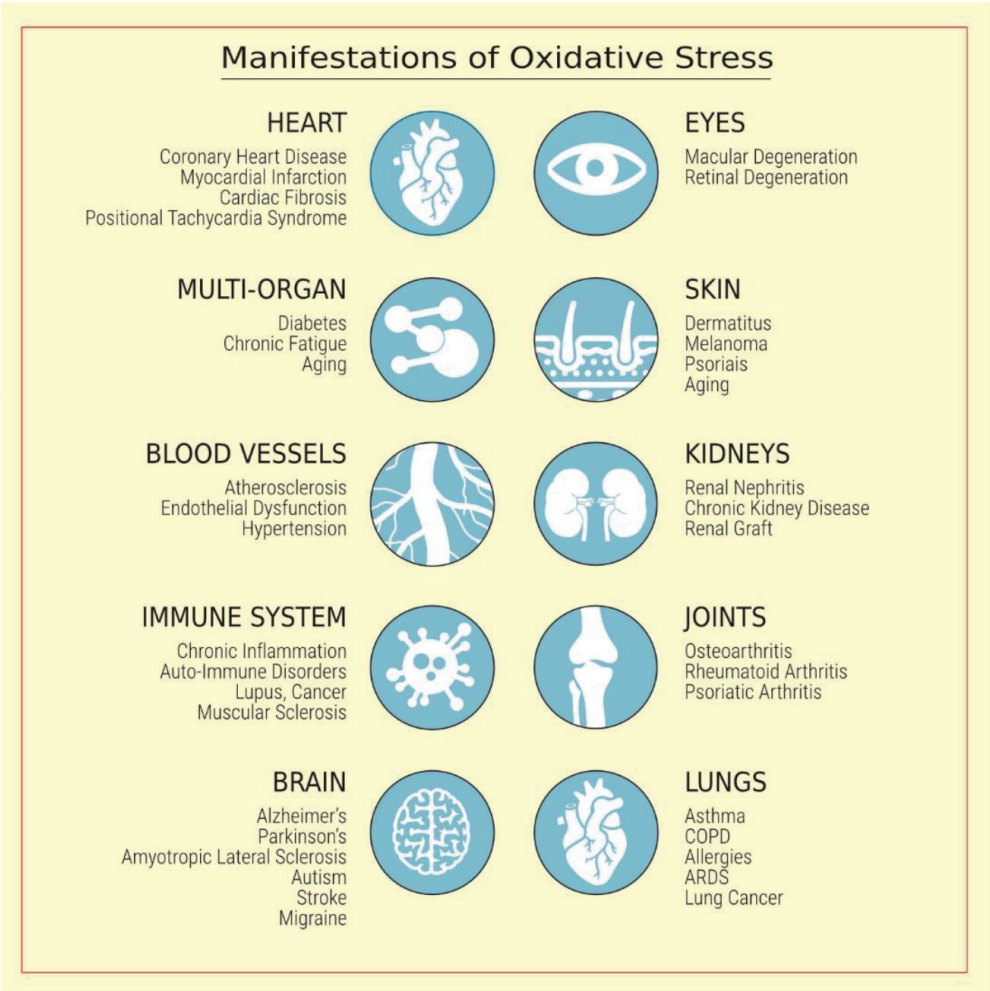 Manifestations of Oxidative Stress
HEART
Coronary Heart Disease
Myocardial Infarction
Cardiac Fibrosis
Positional Tachycardia Syndrome
EYES
Macular Degeneration
Retinal Degeneration
MULTI-ORGAN
Diabetes
Chronic Fatigue
Aging
SKIN
Dermatitus
Melanoma
Psoriais
Aging
BLOOD VESSELS
Atherosclerosis
Endothelial Dysfunction
Hypertension
KIDNEYS
Renal Nephritis
Chronic Kidney Disease
Renal Graft
IMMUNE SYSTEM
Chronic Inflammation
Auto-Immune Disorders
Lupus, Cancer
Muscular Sclerosis
JOINTS
Osteoarthritis
Rheumatoid Arthritis
Psoriatic Arthritis
BRAIN
Alzheimer's
Parkinson's
Amyotropic Lateral Sclerosis
Autism
Stroke
Migraine
LUNGS
Asthma
COPD
Allergies
ARDS
Lung Cancer